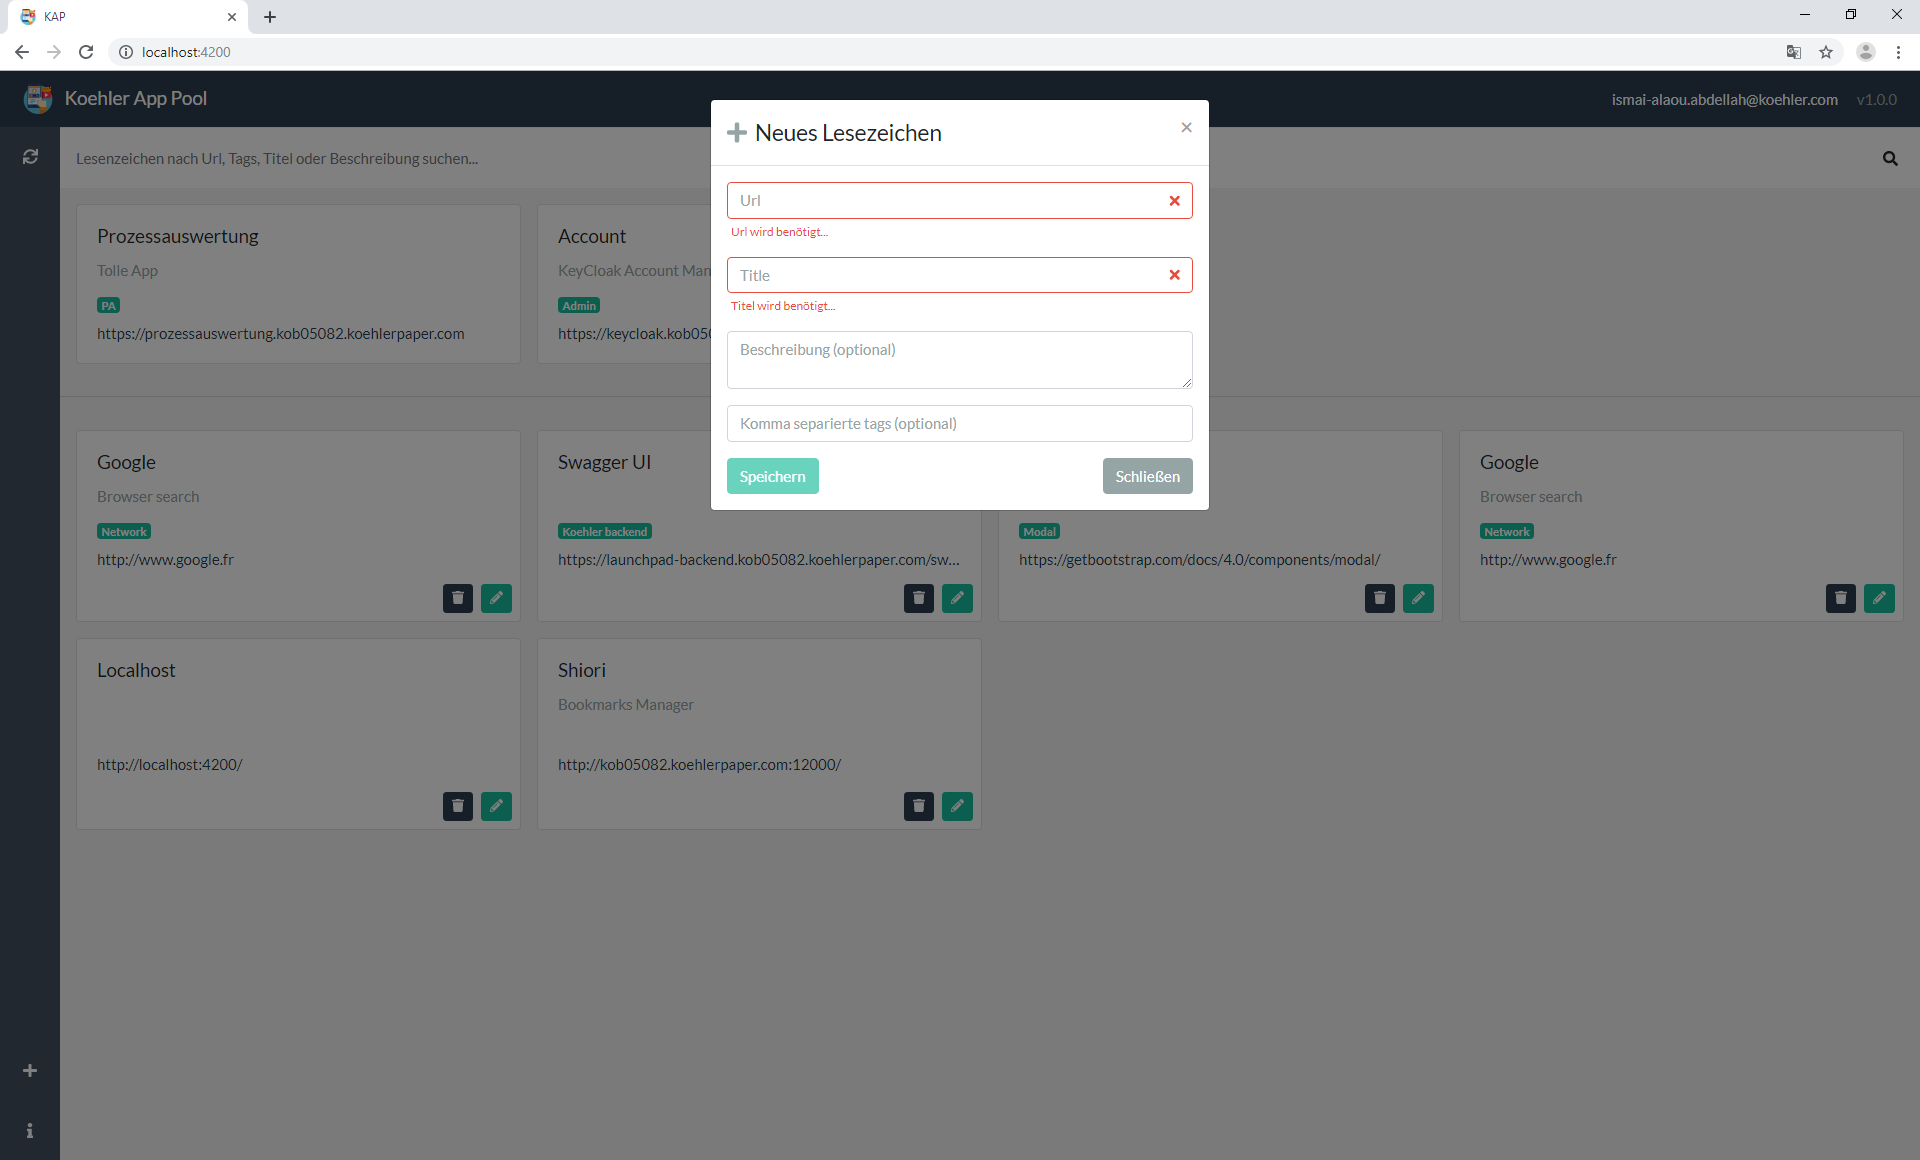 KAP
localhost:4200
Koehler App Pool
ismai-alaou.abdellah@koehler.com v1.0.0
Lesenzeichen nach Url, Tags, Titel oder Beschreibung suchen...
Neues Lesezeichen
Url
Url wird benötigt...
Title
Titel wird benötigt...
Beschreibung (optional)
Komma separierte tags (optional)
Speichern
Schließen
Prozessauswertung
Tolle App
PA
https://prozessauswertung.kob05082.koehlerpaper.com
Account
KeyCloak Account Man
Admin
https://keycloak.kob050
Google
Browser search
Network
http://www.google.fr
Swagger UI
Koehler backend
https://launchpad-backend.kob05082.koehlerpaper.com/sw...
Modal
https://getbootstrap.com/docs/4.0/components/modal/
Google
Browser search
Network
http://www.google.fr
Localhost
http://localhost:4200/
Shiori
Bookmarks Manager
http://kob05082.koehlerpaper.com:12000/